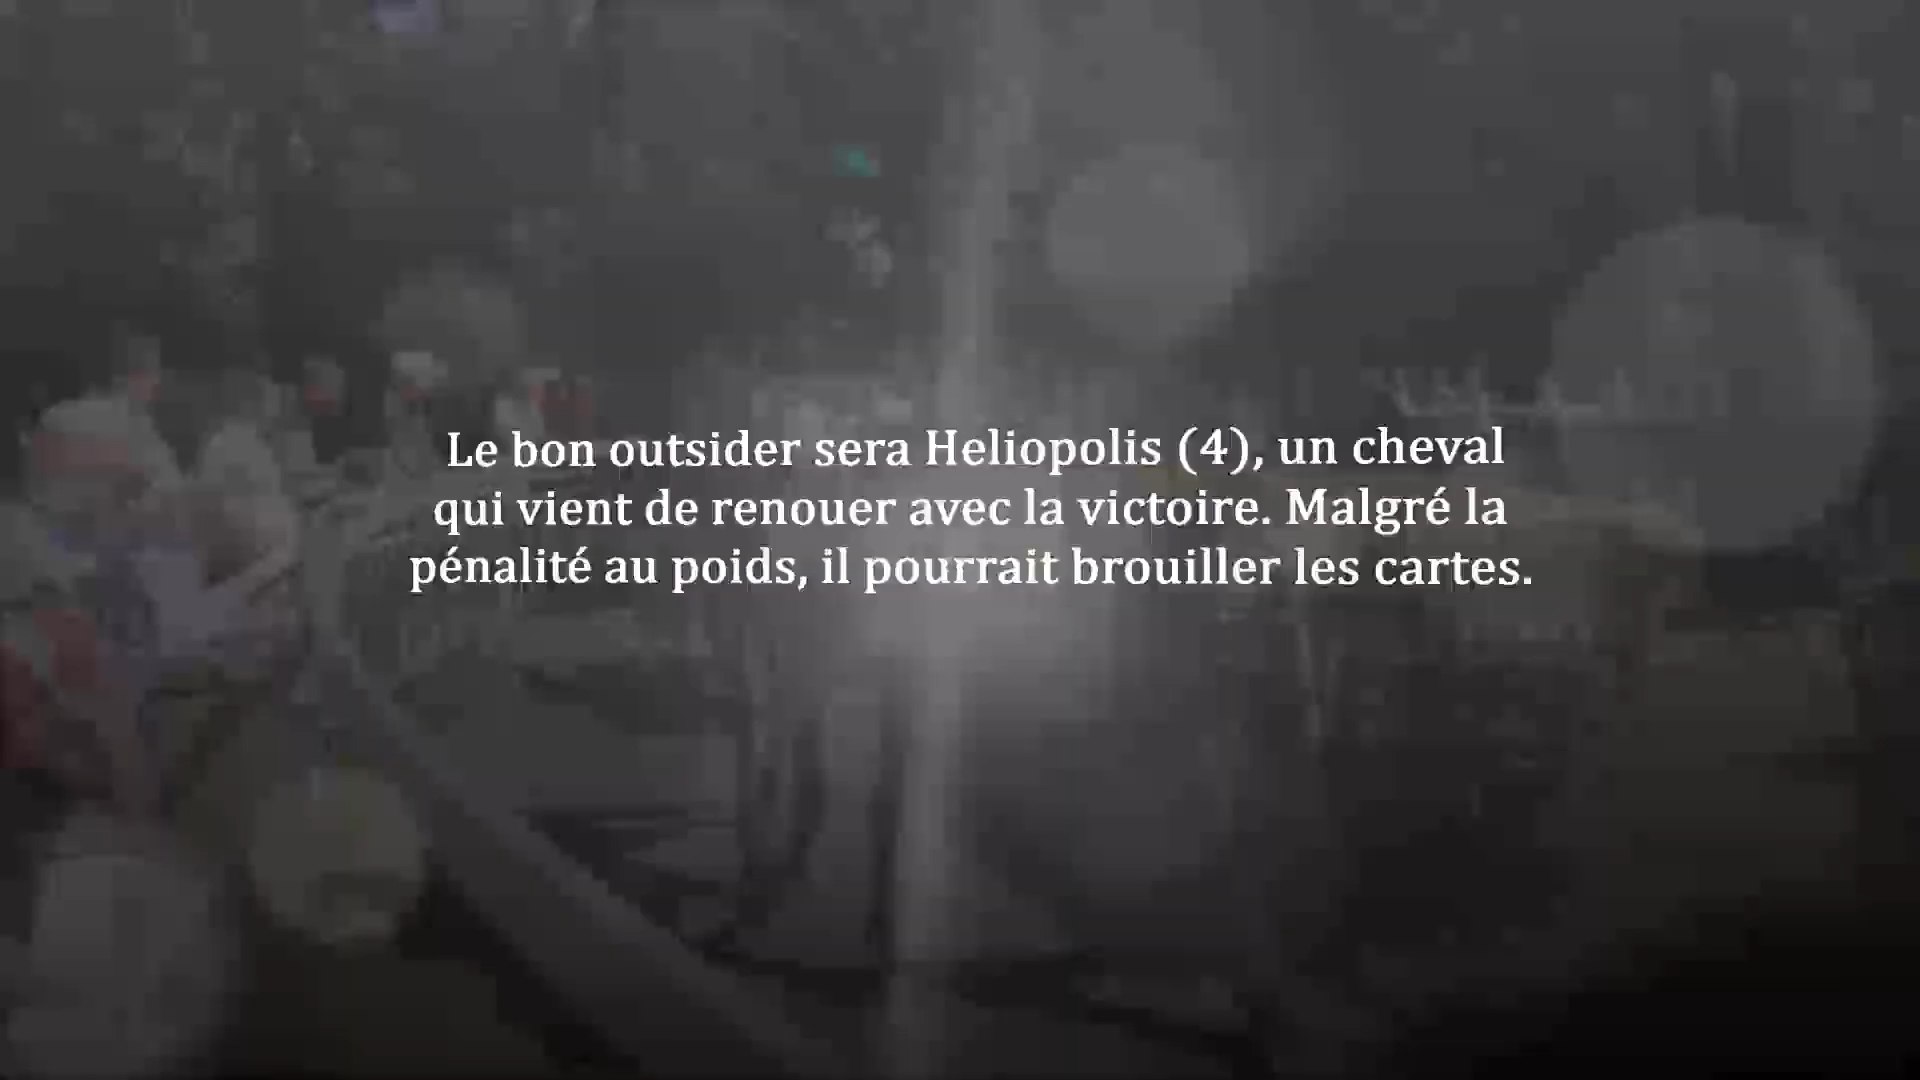 Le bon outsider sera Heliopolis (4), un cheval
qui vient de renouer avec la victoire. Malgré la
pénalité au poids, il pourrait brouiller les cartes.